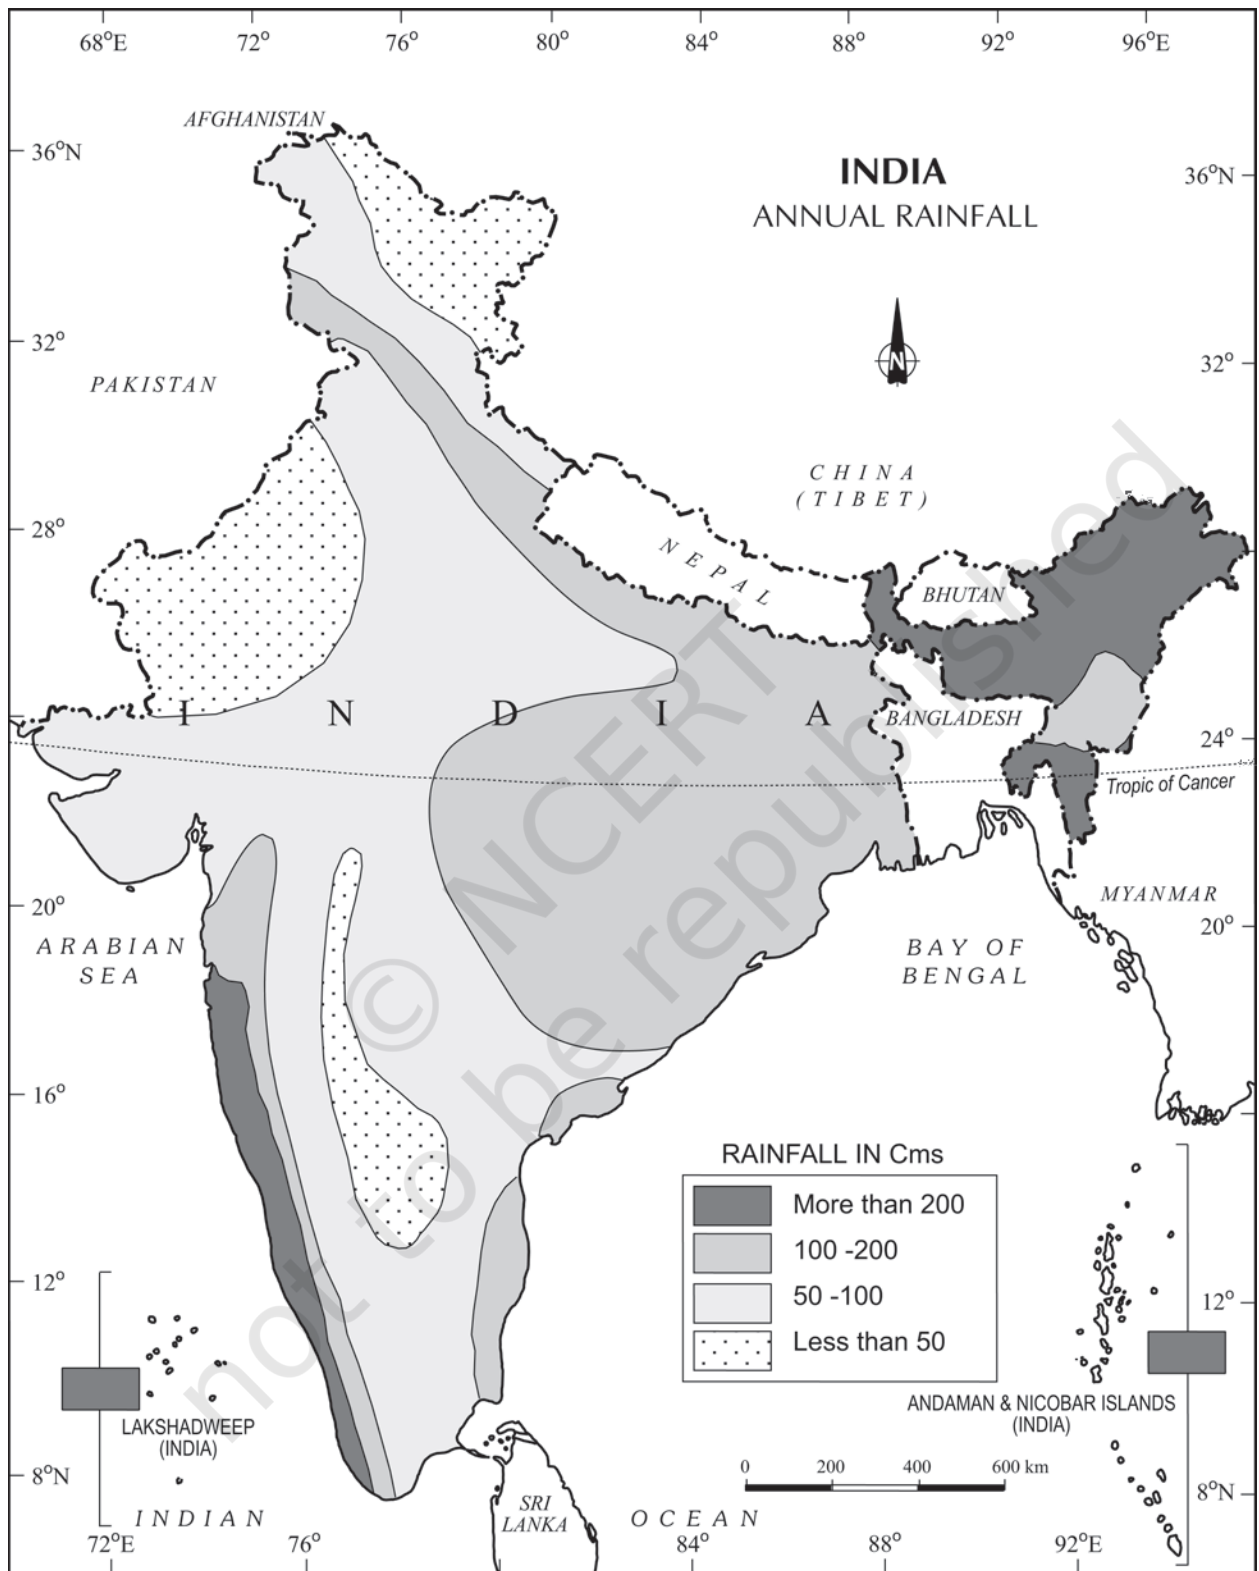 68°E 72° 76° 80° 84° 88° 92° 96°E
AFGHANISTAN
36°N
INDIA
36°N
ANNUAL RAINFALL
N
32°
32°
PAKISTAN
CHINA
(TIBET)
28°
NEPAL
BHUTAN
I N D I A
BANGLADESH
24°
Tropic of Cancer
20°
MYANMAR
20°
ARABIAN
SEA
BAY OF
BENGAL
© NCERT
not to be republished
16°
RAINFALL IN Cms
More than 200
100 -200
50 -100
Less than 50
12°
12°
LAKSHADWEEP
(INDIA)
ANDAMAN & NICOBAR ISLANDS
(INDIA)
8°N
0 200 400 600 km
8°N
SRI
LANKA
INDIAN OCEAN
72°E 76° 84° 88° 92°E